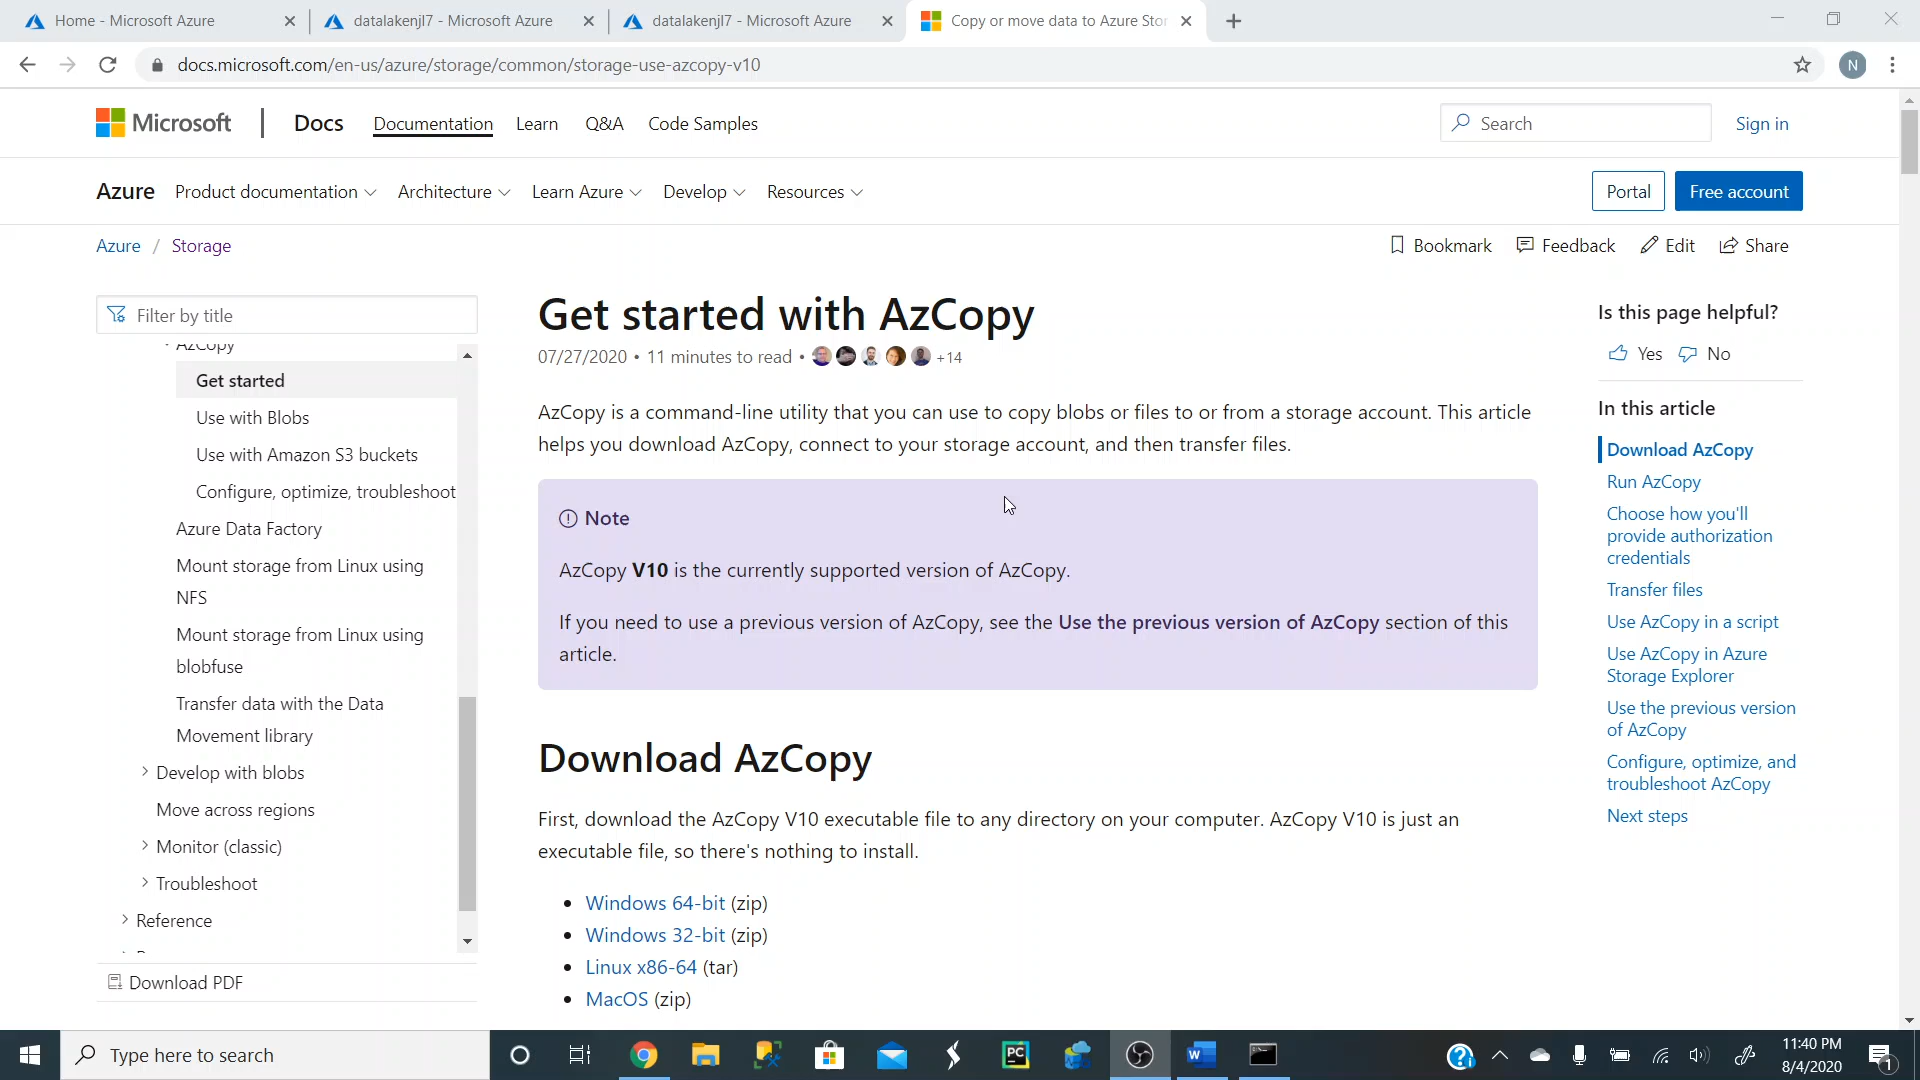 Home - Microsoft Azure
datalakenjl7 - Microsoft Azure
datalakenjl7 - Microsoft Azure
Copy or move data to Azure Stor
docs.microsoft.com/en-us/azure/storage/common/storage-use-azcopy-v10
N
Microsoft
Docs
Documentation
Learn
Q&A
Code Samples
Search
Sign in
Azure
Product documentation
Architecture
Learn Azure
Develop
Resources
Portal
Free account
Azure / Storage
Bookmark
Feedback
Edit
Share
Filter by title
AzCopy
Get started
Use with Blobs
Use with Amazon S3 buckets
Configure, optimize, troubleshoot
Azure Data Factory
Mount storage from Linux using
NFS
Mount storage from Linux using
blobfuse
Transfer data with the Data
Movement library
Develop with blobs
Move across regions
Monitor (classic)
Troubleshoot
Reference
Download PDF
Get started with AzCopy
07/27/2020 • 11 minutes to read • +14
AzCopy is a command-line utility that you can use to copy blobs or files to or from a storage account. This article
helps you download AzCopy, connect to your storage account, and then transfer files.
Note
AzCopy V10 is the currently supported version of AzCopy.
If you need to use a previous version of AzCopy, see the Use the previous version of AzCopy section of this
article.
Download AzCopy
First, download the AzCopy V10 executable file to any directory on your computer. AzCopy V10 is just an
executable file, so there's nothing to install.
• Windows 64-bit (zip)
• Windows 32-bit (zip)
• Linux x86-64 (tar)
• MacOS (zip)
Is this page helpful?
Yes
No
In this article
Download AzCopy
Run AzCopy
Choose how you'll
provide authorization
credentials
Transfer files
Use AzCopy in a script
Use AzCopy in Azure
Storage Explorer
Use the previous version
of AzCopy
Configure, optimize, and
troubleshoot AzCopy
Next steps
Type here to search
PC
W
11:40 PM
8/4/2020
1